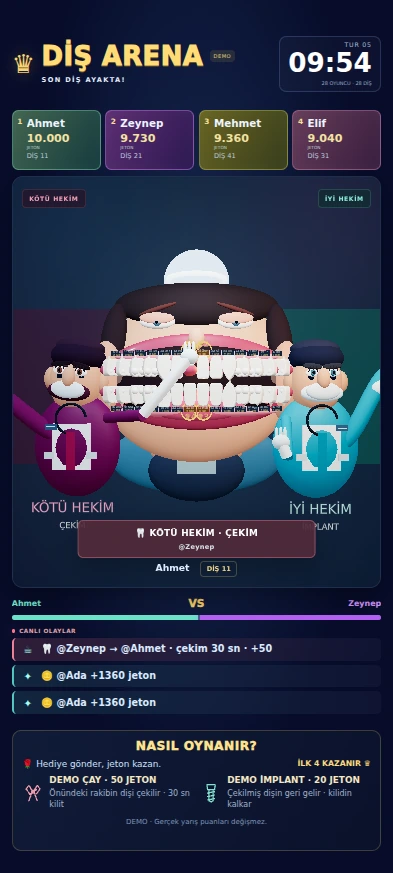 DİŞ ARENA
DEMO
SON DİŞ AYAKTA!
TUR 05
09:54
28 OYUNCU · 28 DİŞ
1 Ahmet
10.000
JETON
DİŞ 11
2 Zeynep
9.730
JETON
DİŞ 21
3 Mehmet
9.360
JETON
DİŞ 41
4 Elif
9.040
JETON
DİŞ 31
KÖTÜ HEKİM
İYİ HEKİM
KÖTÜ HEKİM
İYİ HEKİM
KÖTÜ HEKİM · ÇEKİM
@Zeynep
Ahmet
DİŞ 11
Ahmet
VS
Zeynep
CANLI OLAYLAR
@Zeynep → @Ahmet · çekim 30 sn · +50
@Ada +1360 jeton
@Ada +1360 jeton
NASIL OYNANIR?
Hediye gönder, jeton kazan.
İLK 4 KAZANIR
DEMO ÇAY · 50 JETON
Önündeki rakibin dişi çekilir · 30 sn
kilit
DEMO İMPLANT · 20 JETON
Çekilmiş dişin geri gelir · kilidin
kalkar
DEMO · Gerçek yarış puanları değişmez.